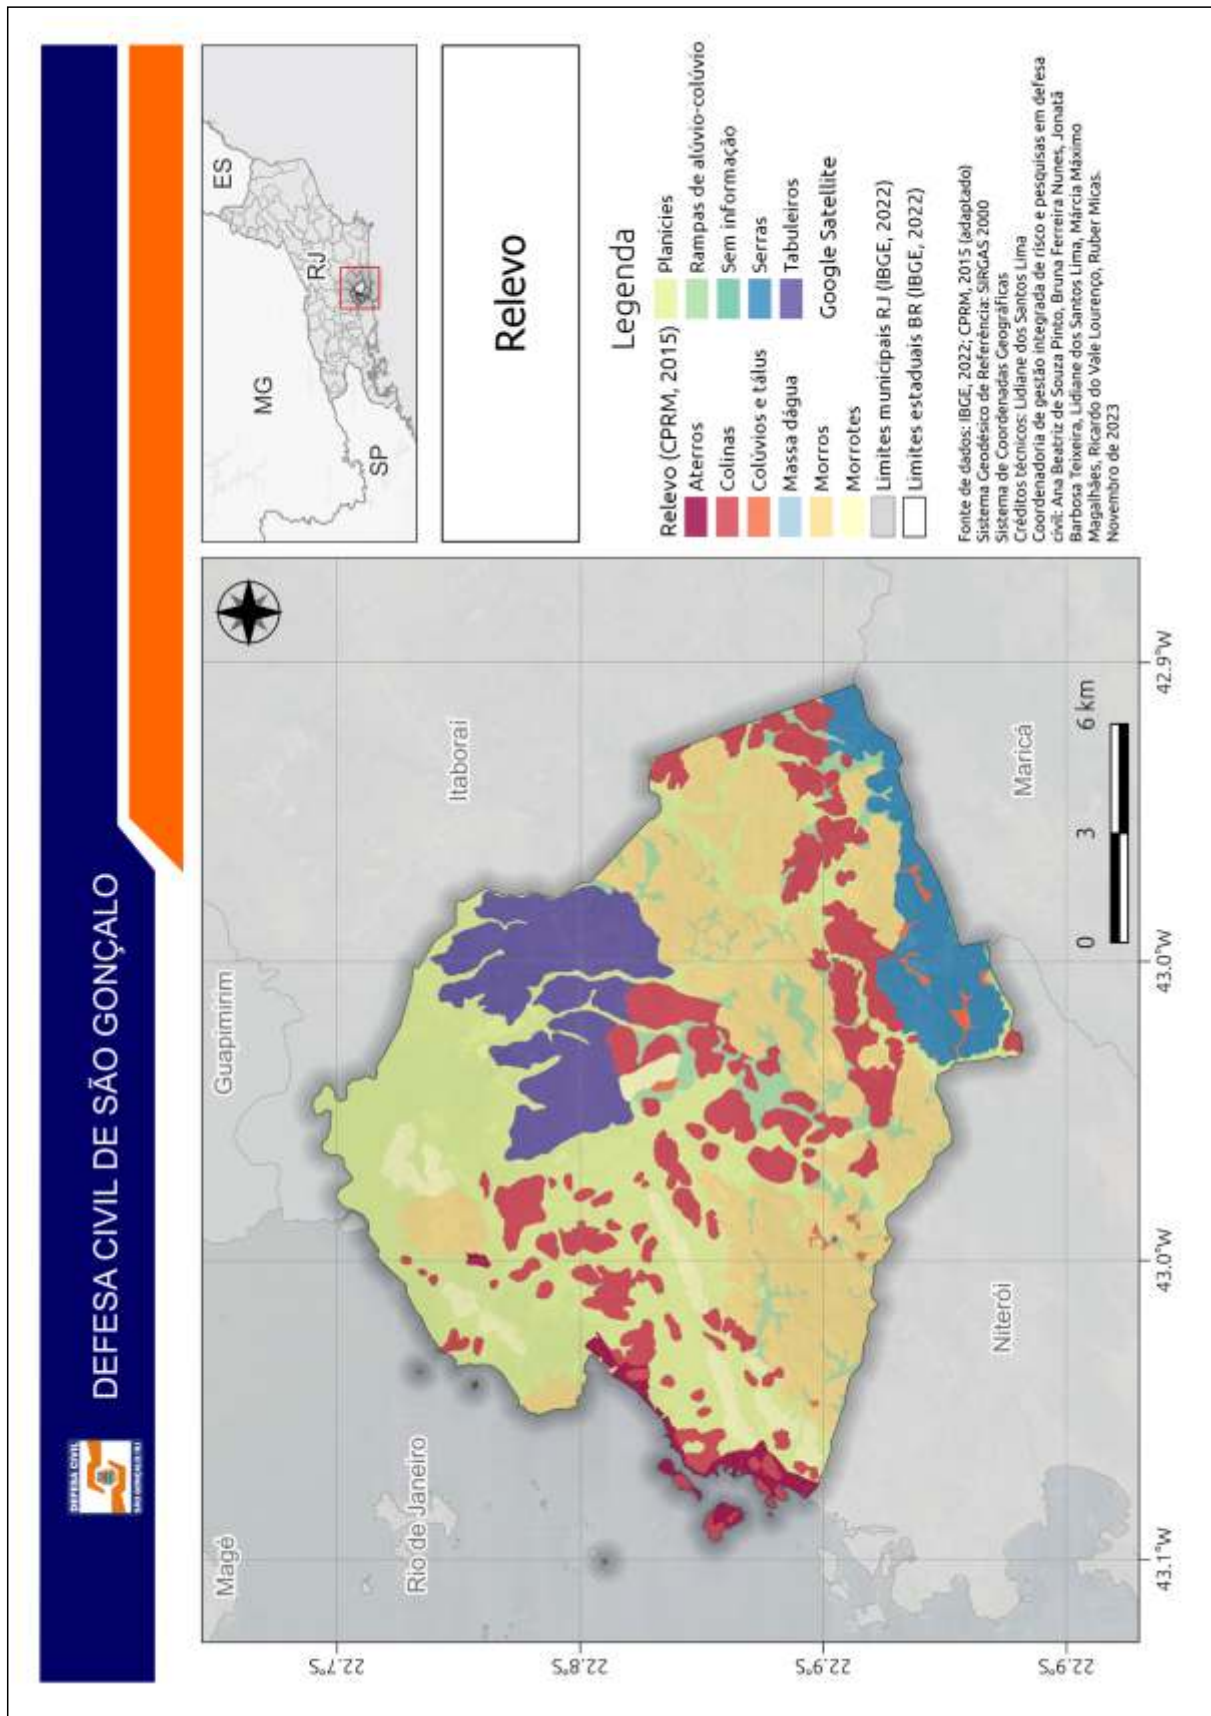 DEFESA CIVIL
SÃO GONÇALO/RJ
DEFESA CIVIL DE SÃO GONÇALO
Magé
Guapimirim
Itaboraí
Rio de Janeiro
Niterói
Maricá
22.7°S
22.8°S
22.9°S
22.9°S
43.1°W
43.0°W
43.0°W
42.9°W
0 3 6 km
MG
ES
RJ
SP
Relevo
Legenda
Relevo (CPRM, 2015)
Aterros
Colinas
Colúvios e tálus
Massa dágua
Morros
Morrotes
Limites municipais RJ (IBGE, 2022)
Limites estaduais BR (IBGE, 2022)
Planícies
Rampas de alúvio-colúvio
Sem informação
Serras
Tabuleiros
Google Satellite
Fonte de dados: IBGE, 2022; CPRM, 2015 (adaptado)
Sistema Geodésico de Referência: SIRGAS 2000
Sistema de Coordenadas Geográficas
Créditos técnicos: Lidiane dos Santos Lima
Coordenadoria de gestão integrada de risco e pesquisas em defesa
civil: Ana Beatriz de Souza Pinto, Bruna Ferreira Nunes, Jonatã
Barbosa Teixeira, Lidiane dos Santos Lima, Márcia Máximo
Magalhães, Ricardo do Vale Lourenço, Ruber Micas.
Novembro de 2023